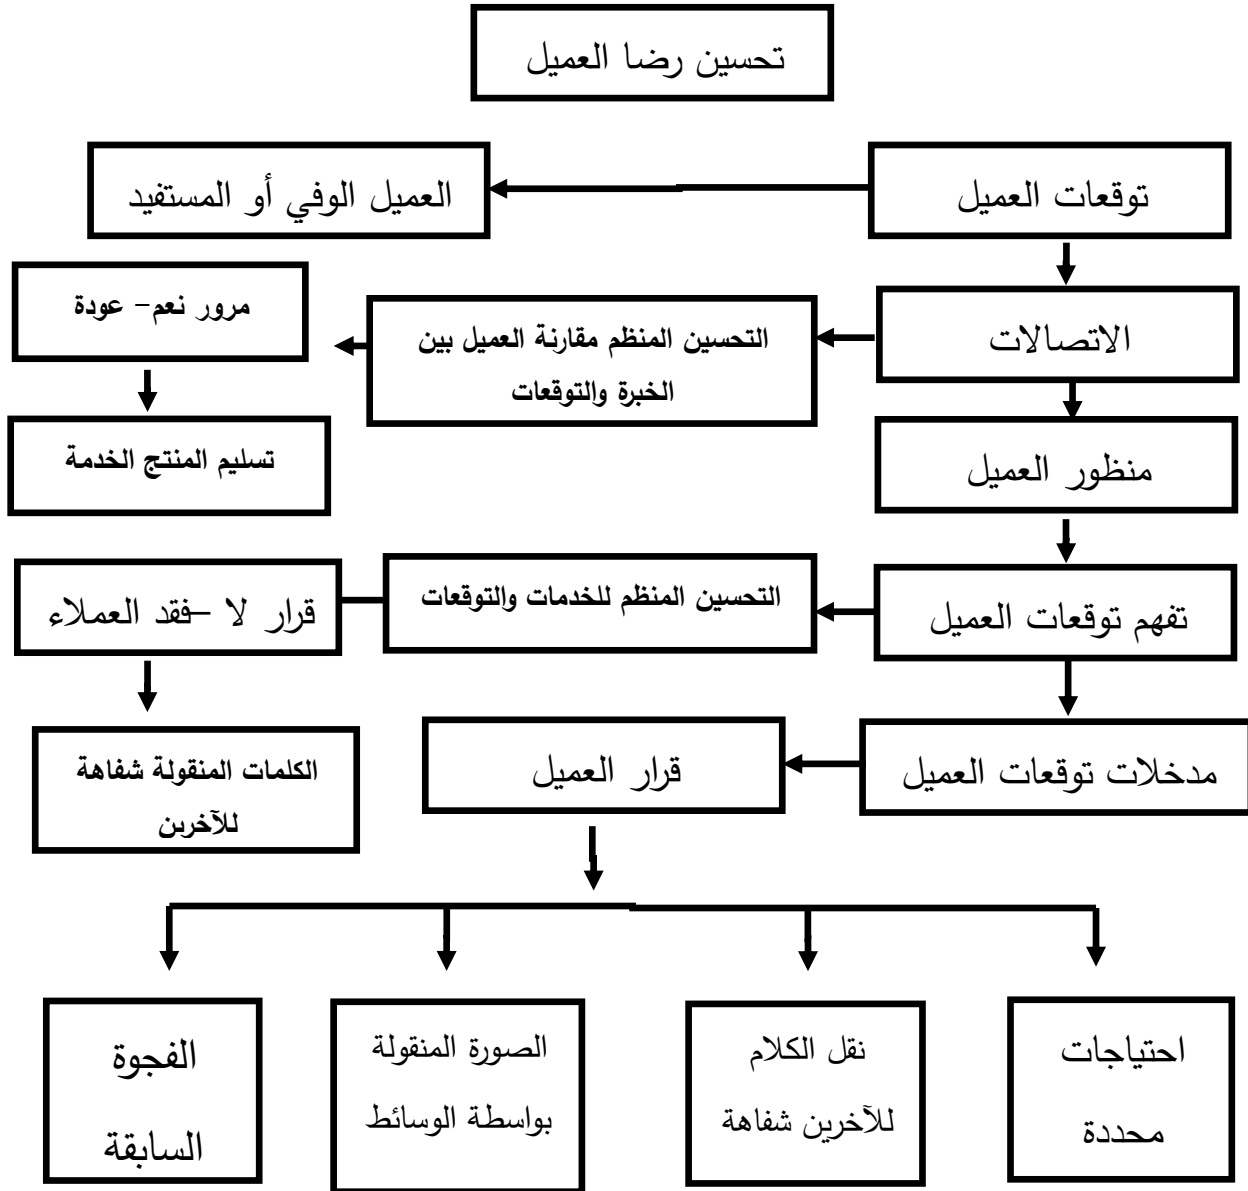 تحسين رضا العميل
توقعات العميل
العميل الوفي أو المستفيد
الاتصالات
التحسين المنظم مقارنة العميل بين
الخبرة والتوقعات
مرور نعم– عودة
تسليم المنتج الخدمة
منظور العميل
تفهم توقعات العميل
التحسين المنظم للخدمات والتوقعات
قرار لا –فقد العملاء
الكلمات المنقولة شفاهة
للآخرين
مدخلات توقعات العميل
قرار العميل
احتياجات
محددة
نقل الكلام
للآخرين شفاهة
الصورة المنقولة
بواسطة الوسائط
الفجوة
السابقة